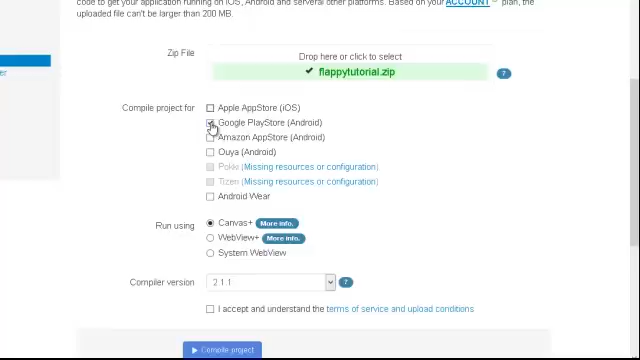 code to get your application running on iOS, Android and serveral other platforms. Based on your ACCOUNT plan, the
uploaded file can't be larger than 200 MB.
er
Zip File
Drop here or click to select
flappytutorial.zip
?
Compile project for
Apple AppStore (iOS)
Google PlayStore (Android)
Amazon AppStore (Android)
Ouya (Android)
Pokki (Missing resources or configuration)
Tizen (Missing resources or configuration)
Android Wear
Run using
Canvas+ More info.
WebView+ More info.
System WebView
Compiler version
2.1.1
?
I accept and understand the terms of service and upload conditions
Compile project